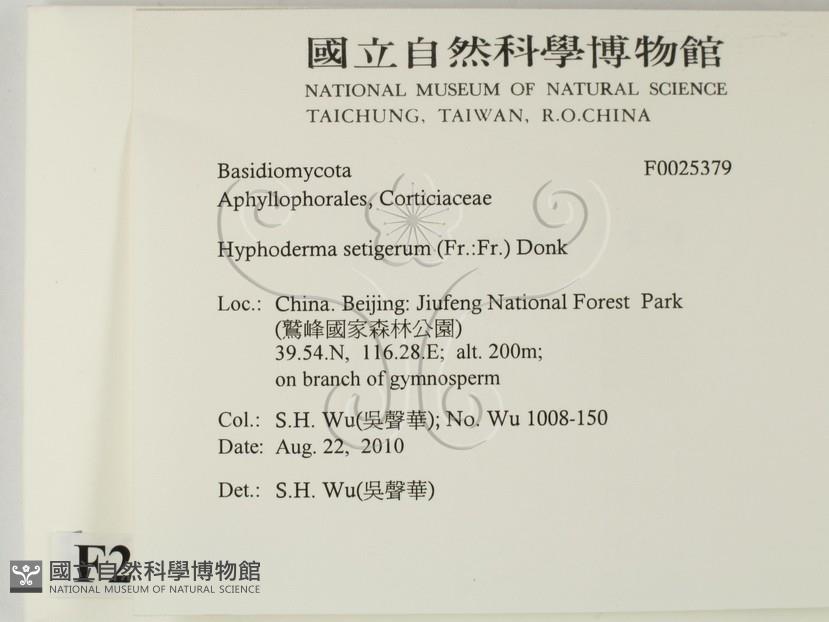 國立自然科學博物館
NATIONAL MUSEUM OF NATURAL SCIENCE
TAICHUNG, TAIWAN, R.O.CHINA
Basidiomycota F0025379
Aphyllophorales, Corticiaceae
Hyphoderma setigerum (Fr.:Fr.) Donk
Loc.: China. Beijing: Jiufeng National Forest Park
(鷲峰國家森林公園)
39.54.N, 116.28.E; alt. 200m;
on branch of gymnosperm
Col.: S.H. Wu(吳聲華); No. Wu 1008-150
Date: Aug. 22, 2010
Det.: S.H. Wu(吳聲華)
F2
國立自然科學博物館
NATIONAL MUSEUM OF NATURAL SCIENCE